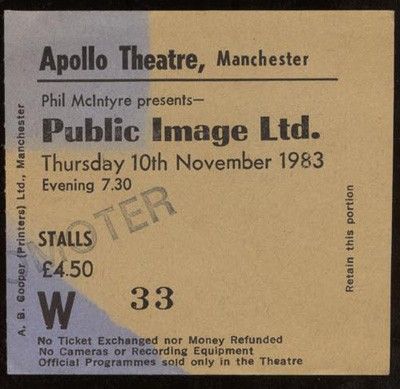 Apollo Theatre, Manchester
Phil McIntyre presents—
Public Image Ltd.
Thursday 10th November 1983
Evening 7.30
MOTER
STALLS
£4.50
W 33
No Ticket Exchanged nor Money Refunded
No Cameras or Recording Equipment
Official Programmes sold only in the Theatre
A. B. Cooper (Printers) Ltd., Manchester
Retain this portion